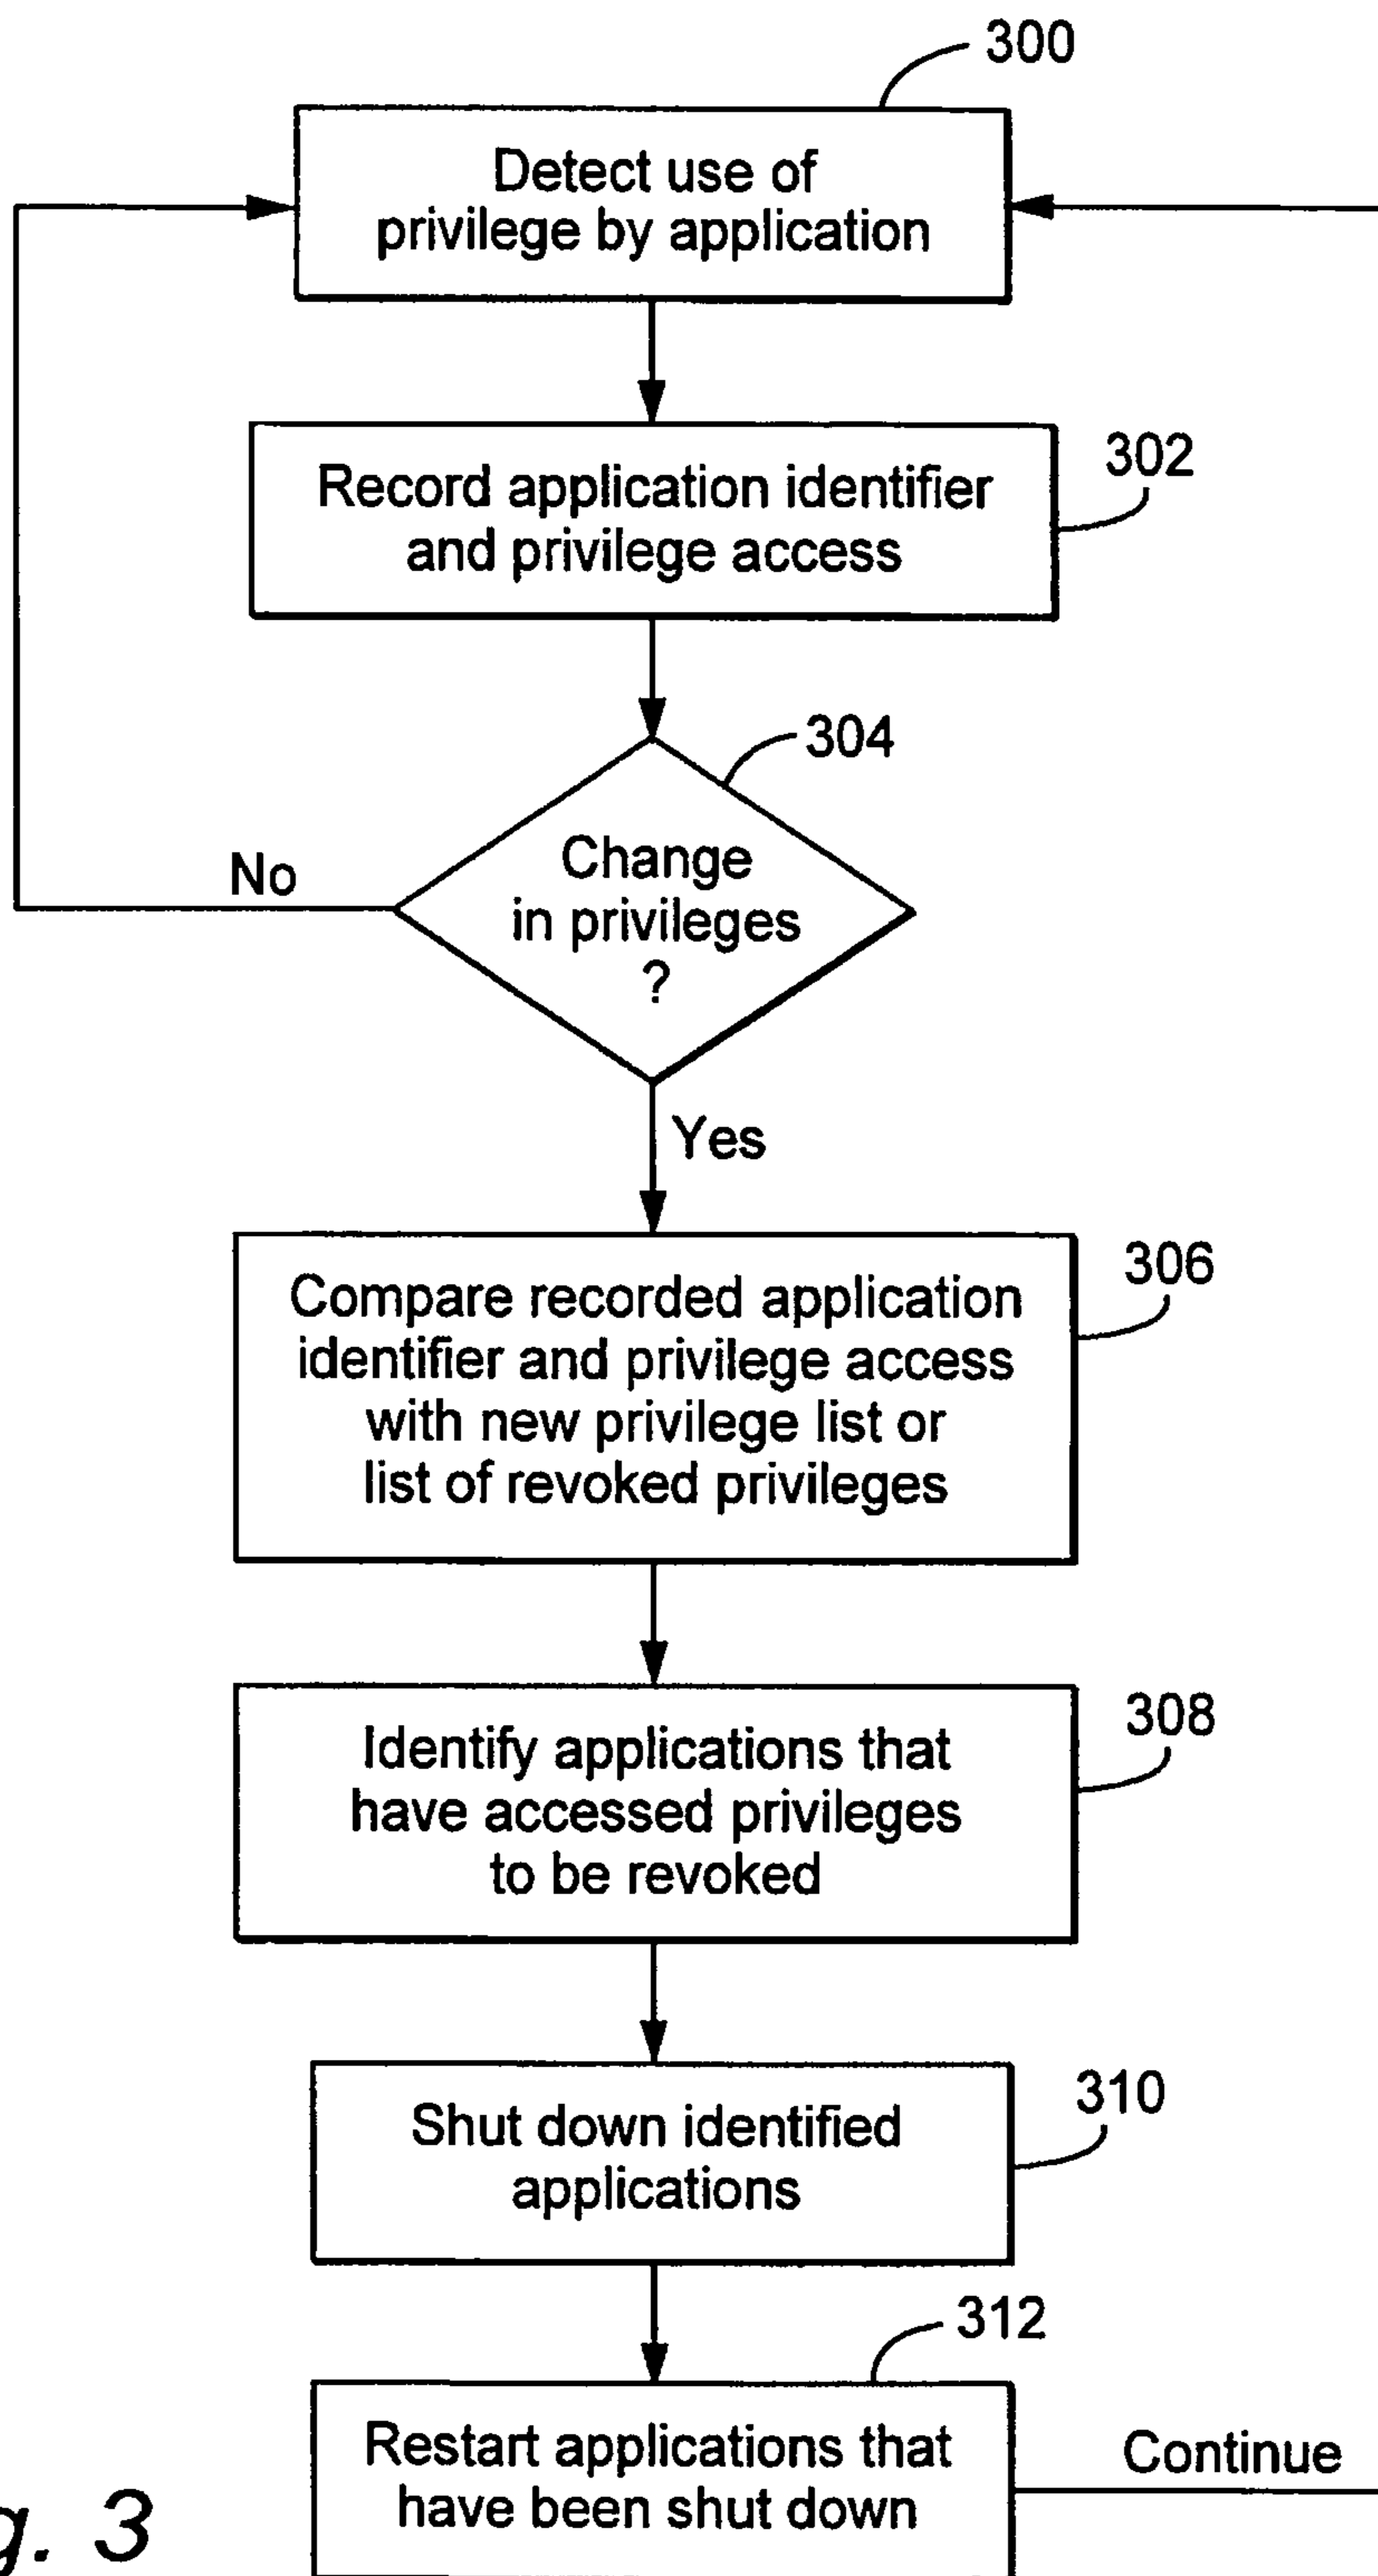 300
Detect use of
privilege by application
302
Record application identifier
and privilege access
304
Change
in privileges
?
No
Yes
306
Compare recorded application
identifier and privilege access
with new privilege list or
list of revoked privileges
308
Identify applications that
have accessed privileges
to be revoked
310
Shut down identified
applications
312
Restart applications that
have been shut down
Continue
g. 3